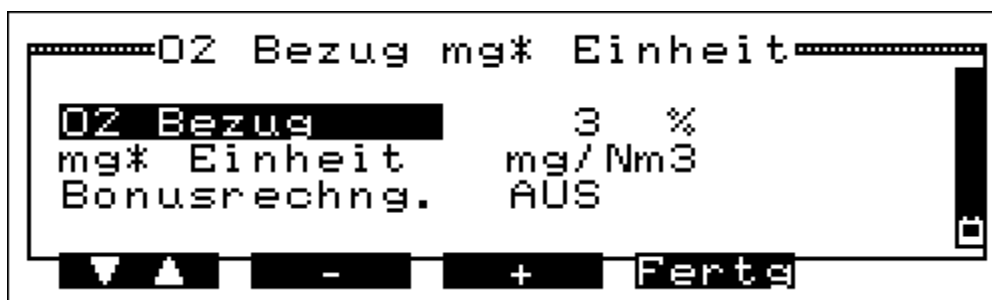 O2 Bezug mg* Einheit
O2 Bezug 3 %
mg* Einheit mg/Nm3
Bonusrechng. AUS
▼ ▲ - + Fertg